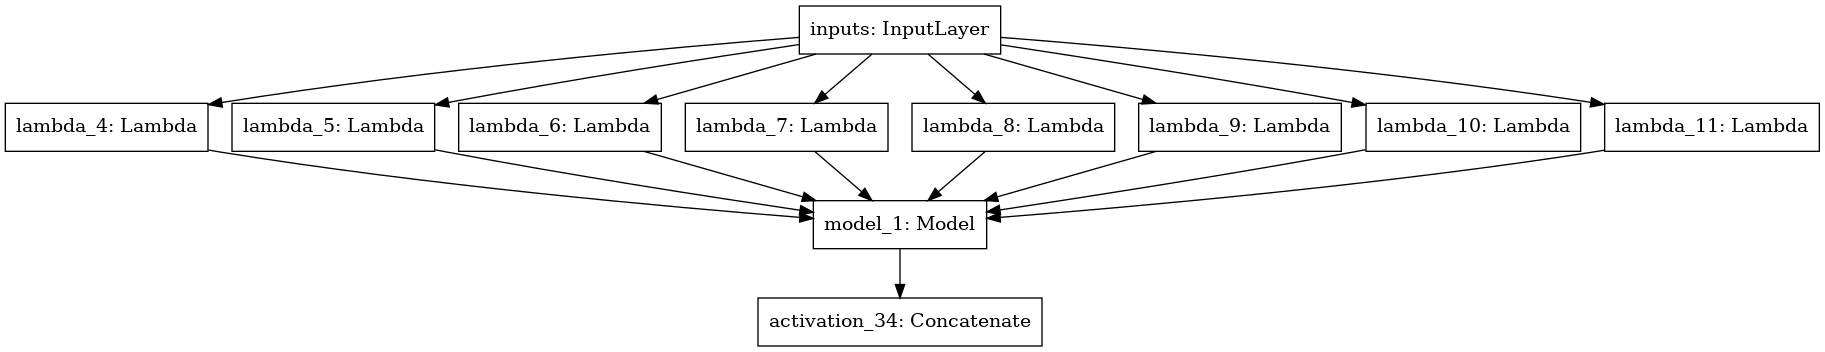 inputs: InputLayer
lambda_4: Lambda
lambda_5: Lambda
lambda_6: Lambda
lambda_7: Lambda
lambda_8: Lambda
lambda_9: Lambda
lambda_10: Lambda
lambda_11: Lambda
model_1: Model
activation_34: Concatenate